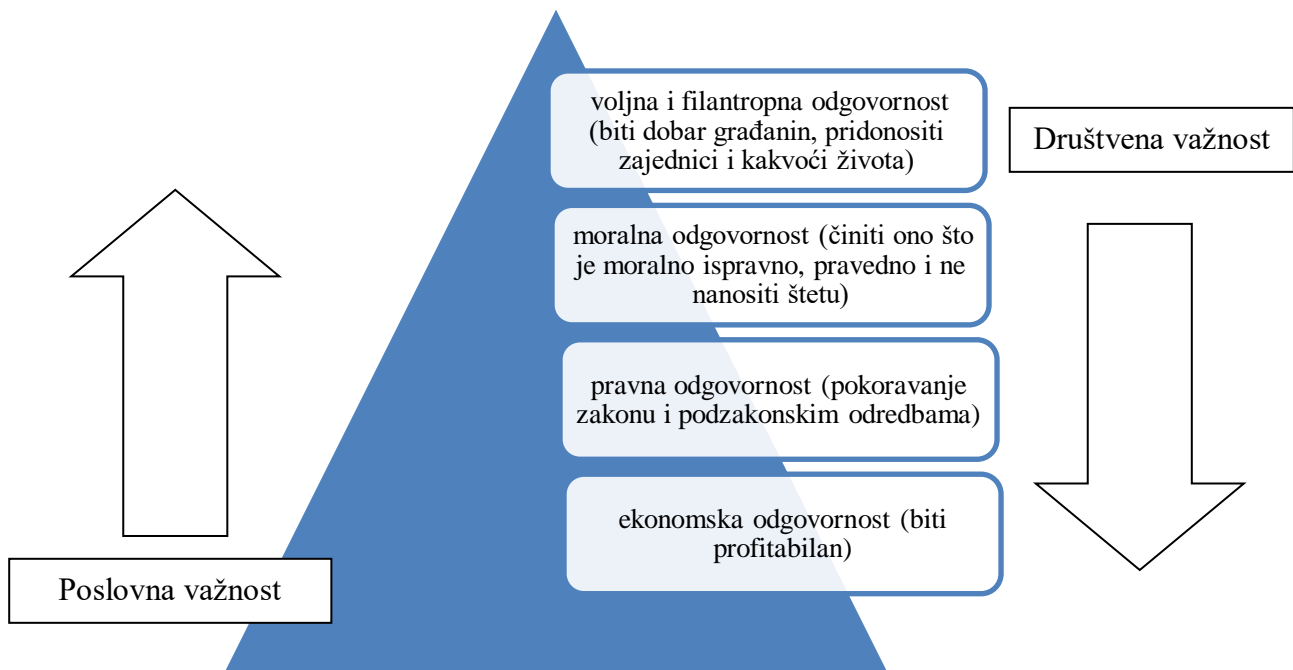 voljna i filantropna odgovornost
(biti dobar građanin, pridonositi
zajednici i kakvoći života)
Društvena važnost
moralna odgovornost (činiti ono što
je moralno ispravno, pravedno i ne
nanositi štetu)
pravna odgovornost (pokoravanje
zakonu i podzakonskim odredbama)
ekonomska odgovornost (biti
profitabilan)
Poslovna važnost